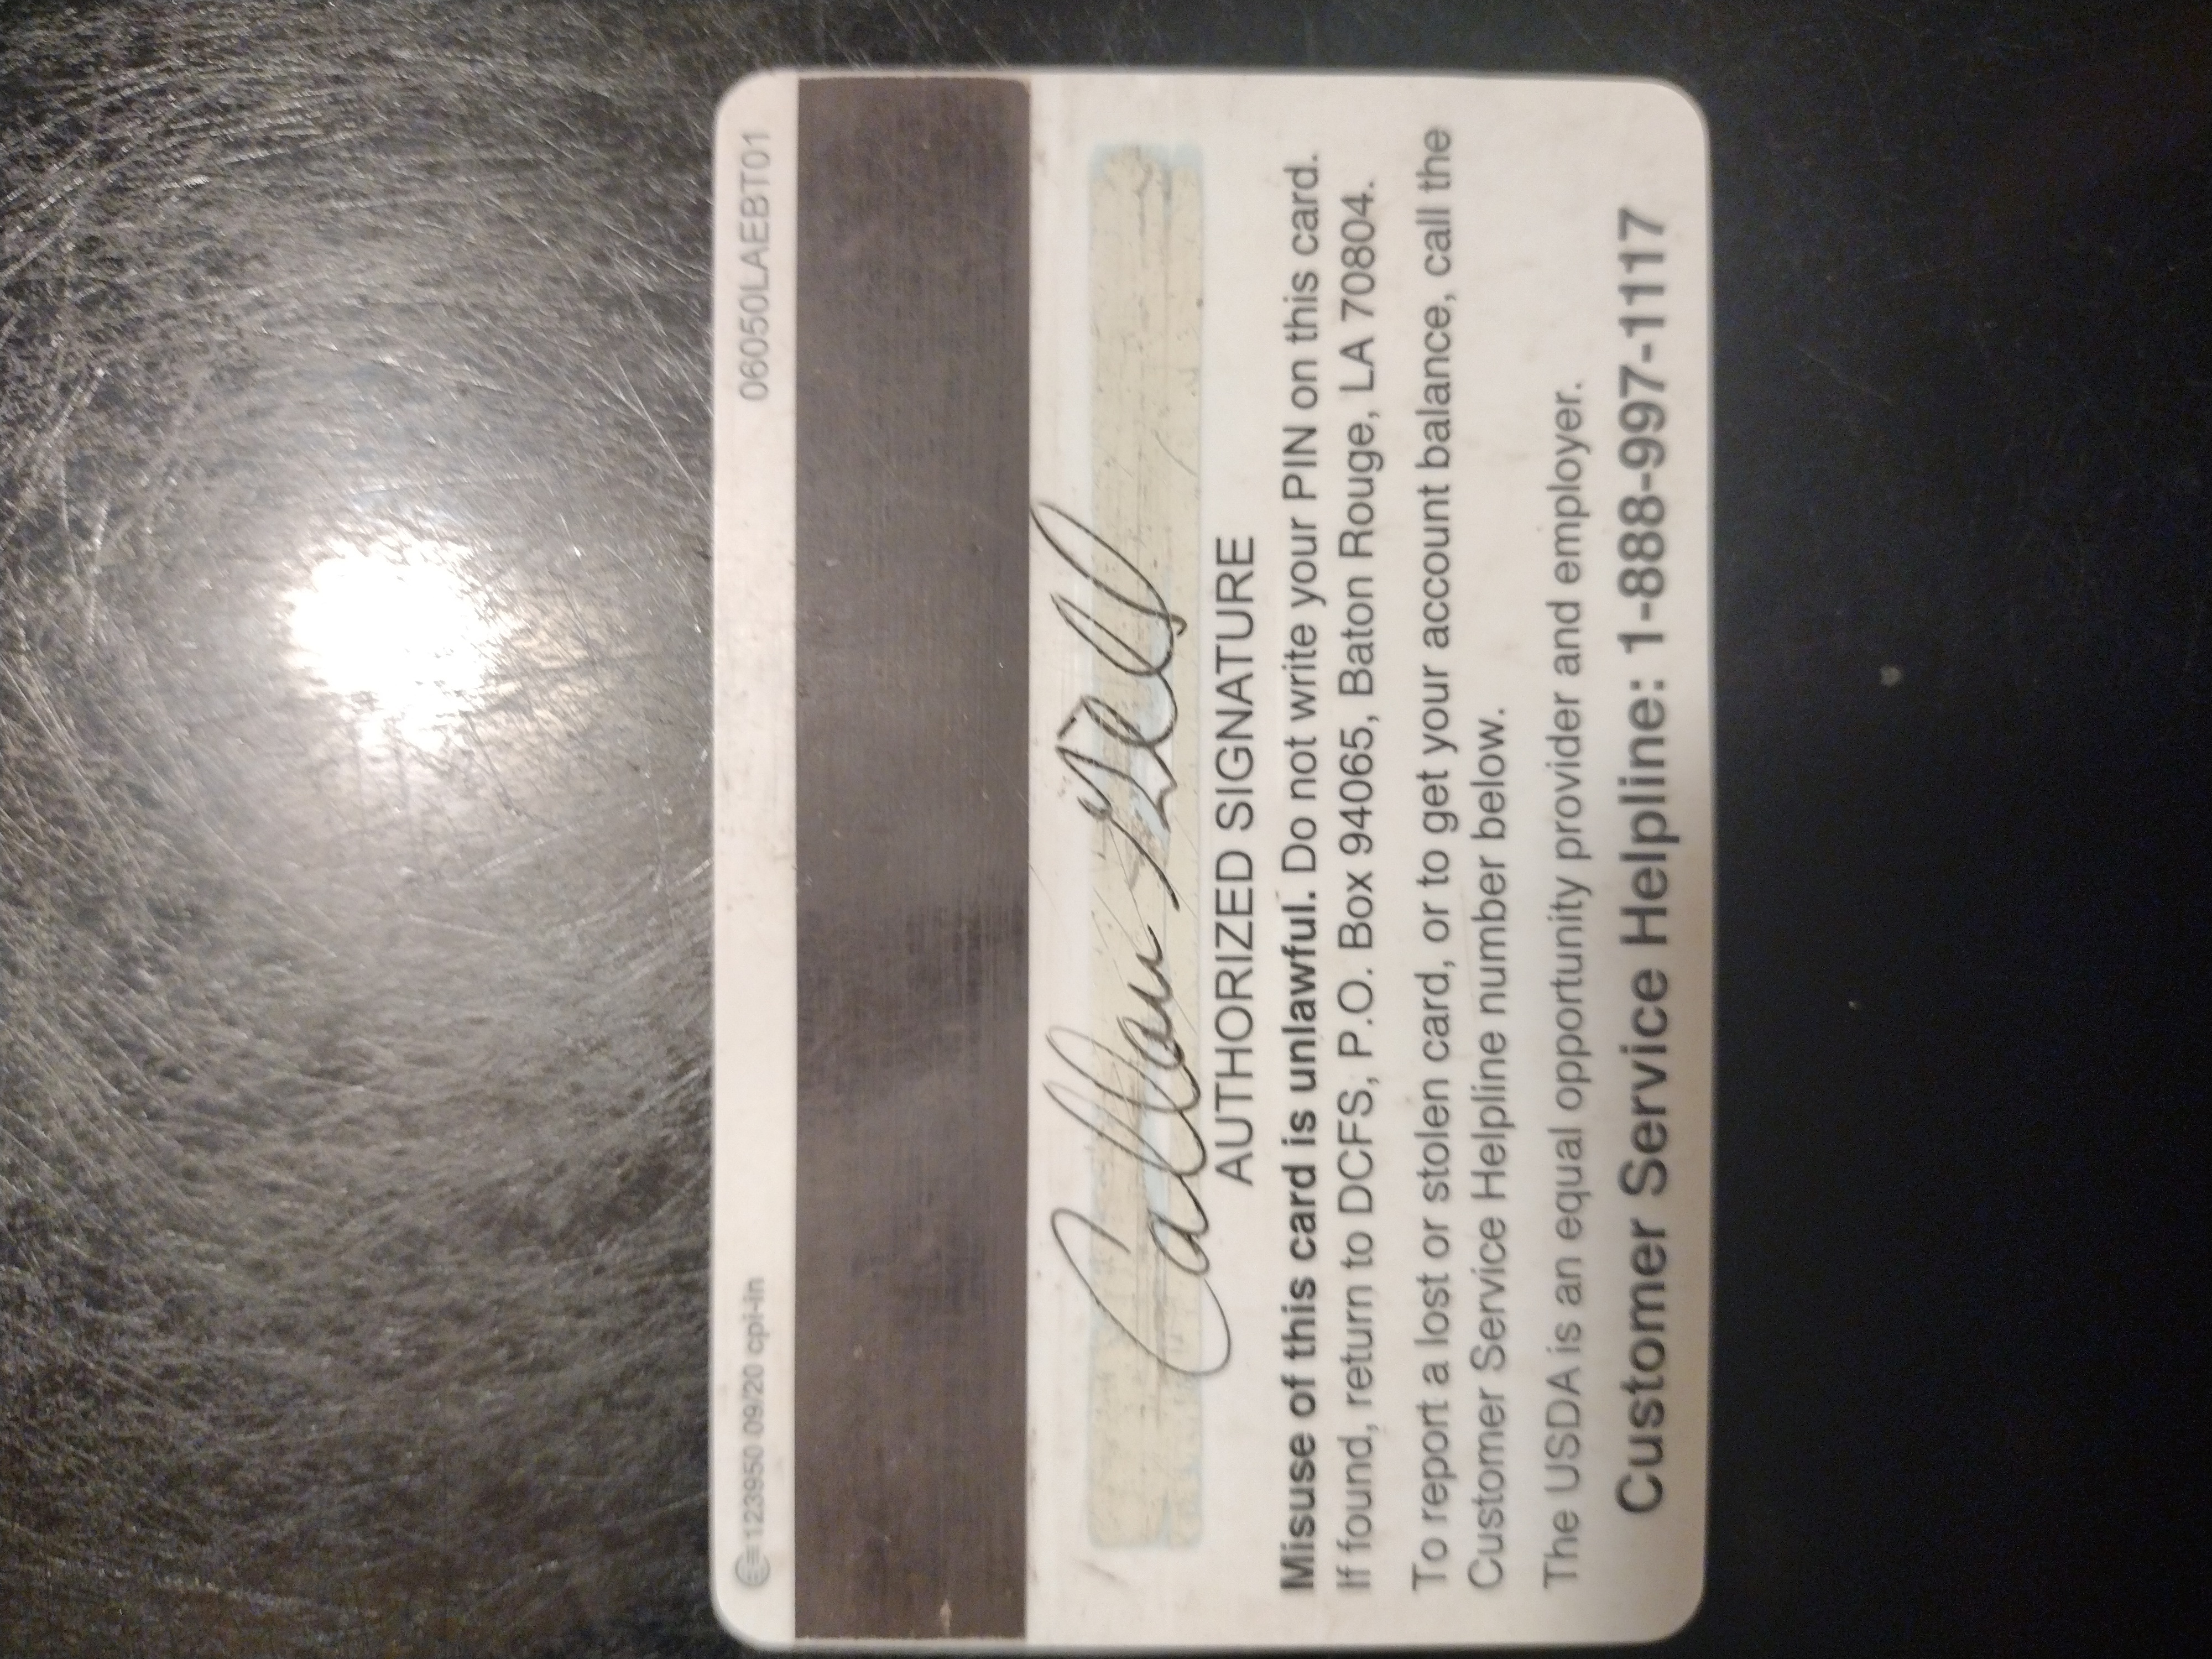 123950 09/20 cpi-in 06050LAEBT01
AUTHORIZED SIGNATURE
Misuse of this card is unlawful. Do not write your PIN on this card.
If found, return to DCFS, P.O. Box 94065, Baton Rouge, LA 70804.
To report a lost or stolen card, or to get your account balance, call the
Customer Service Helpline number below.
The USDA is an equal opportunity provider and employer.
Customer Service Helpline: 1-888-997-1117